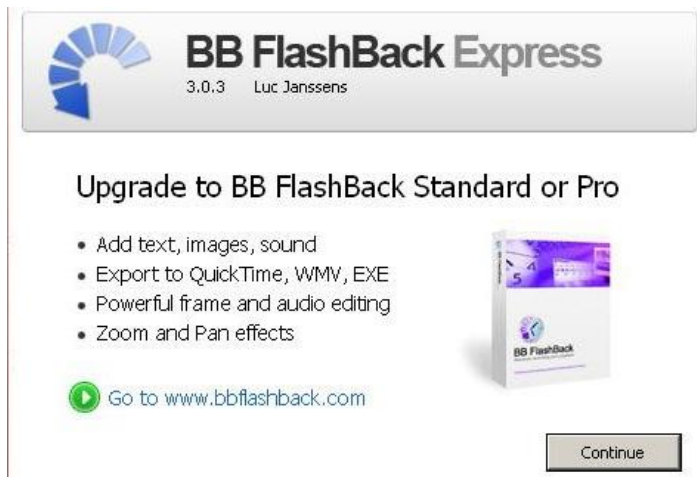 BB FlashBack Express
3.0.3 Luc Janssens
Upgrade to BB FlashBack Standard or Pro
• Add text, images, sound
• Export to QuickTime, WMV, EXE
• Powerful frame and audio editing
• Zoom and Pan effects
4
5
BB FlashBack
Go to www.bbflashback.com
Continue